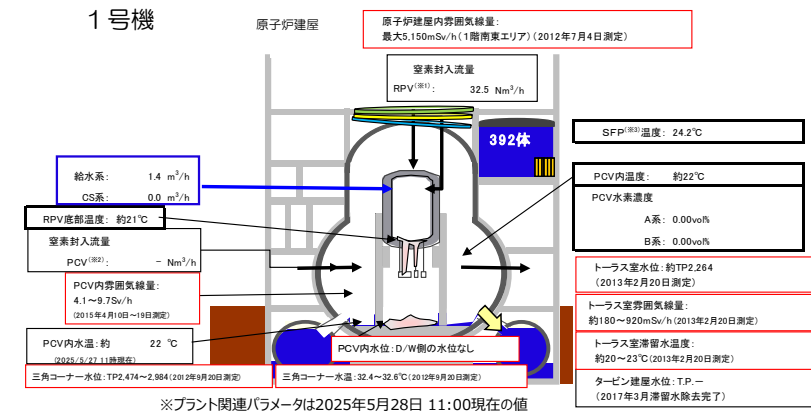 1号機
原子炉建屋
原子炉建屋内雰囲気線量:
最大5,150mSv/h(1階南東エリア)(2012年7月4日測定)
窒素封入流量
RPV(※1): 32.5 Nm³/h
392体
SFP(※3)温度: 24.2℃
給水系: 1.4 m³/h
CS系: 0.0 m³/h
PCV内温度: 約22℃
PCV水素濃度
A系: 0.00vol%
B系: 0.00vol%
RPV底部温度: 約21℃
窒素封入流量
PCV(※2): － Nm³/h
PCV内雰囲気線量:
4.1～9.7Sv/h
(2015年4月10日～19日測定)
トーラス室水位: 約TP2,264
(2013年2月20日測定)
トーラス室雰囲気線量:
約180～920mSv/h(2013年2月20日測定)
PCV内水温: 約 22 ℃
(2025/5/27 11時現在)
PCV内水位: D/W側の水位なし
トーラス室滞留水温度:
約20～23℃(2013年2月20日測定)
三角コーナー水位: TP2,474～2,984(2012年9月20日測定)
三角コーナー水温: 32.4～32.6℃(2012年9月20日測定)
タービン建屋水位: T.P.－
(2017年3月滞留水除去完了)
※プラント関連パラメータは2025年5月28日 11:00現在の値